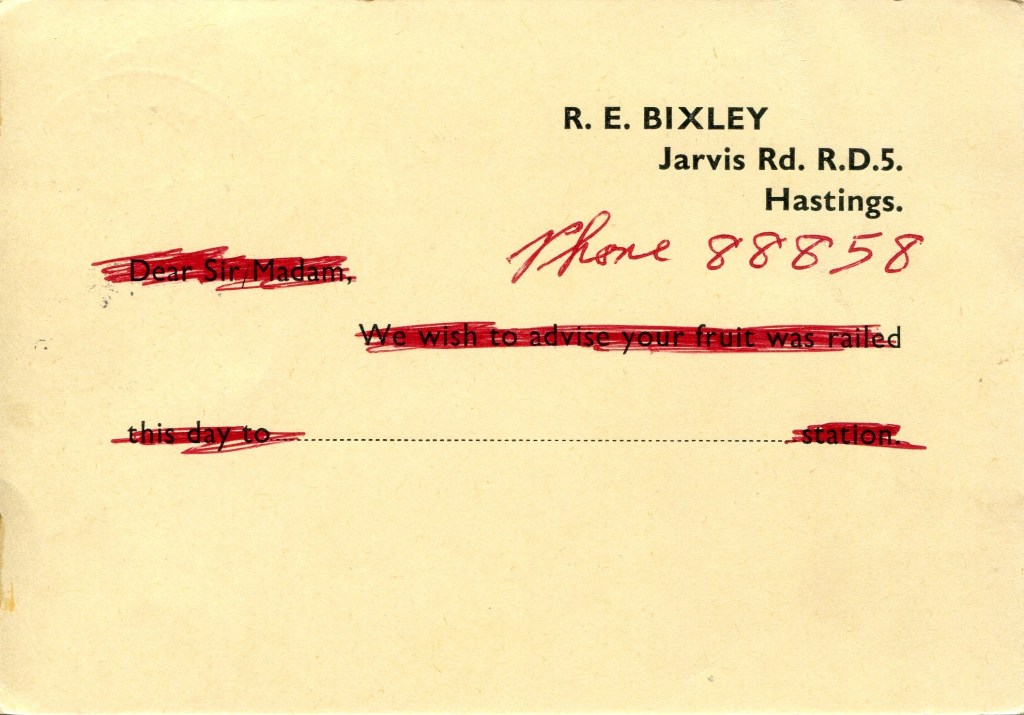 R. E. BIXLEY
Jarvis Rd. R.D.5.
Hastings.
Phone 88858
Dear Sir/Madam,
We wish to advise your fruit was railed
this day to........................................station.